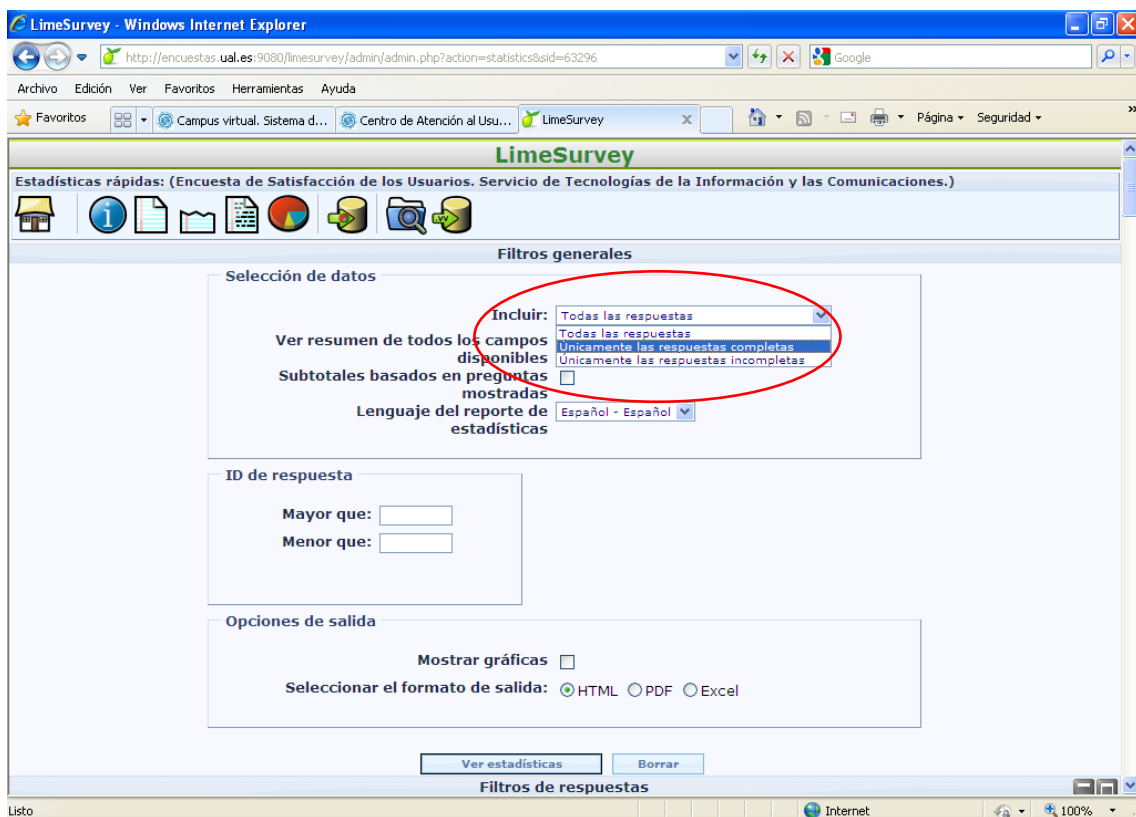 LimeSurvey - Windows Internet Explorer
http://encuestas.ual.es:9080/limesurvey/admin/admin.php?action=statistics&sid=63296
Google
Archivo Edición Ver Favoritos Herramientas Ayuda
Favoritos Campus virtual. Sistema d... Centro de Atención al Usu... LimeSurvey Página Seguridad »
LimeSurvey
Estadísticas rápidas: (Encuesta de Satisfacción de los Usuarios. Servicio de Tecnologías de la Información y las Comunicaciones.)
Filtros generales
Selección de datos
Incluir: Todas las respuestas
Todas las respuestas
Únicamente las respuestas completas
Únicamente las respuestas incompletas
Ver resumen de todos los campos
disponibles
Subtotales basados en preguntas
mostradas
Lenguaje del reporte de Español - Español
estadísticas
ID de respuesta
Mayor que:
Menor que:
Opciones de salida
Mostrar gráficas
Seleccionar el formato de salida: HTML PDF Excel
Ver estadísticas Borrar
Filtros de respuestas
Listo Internet 100%